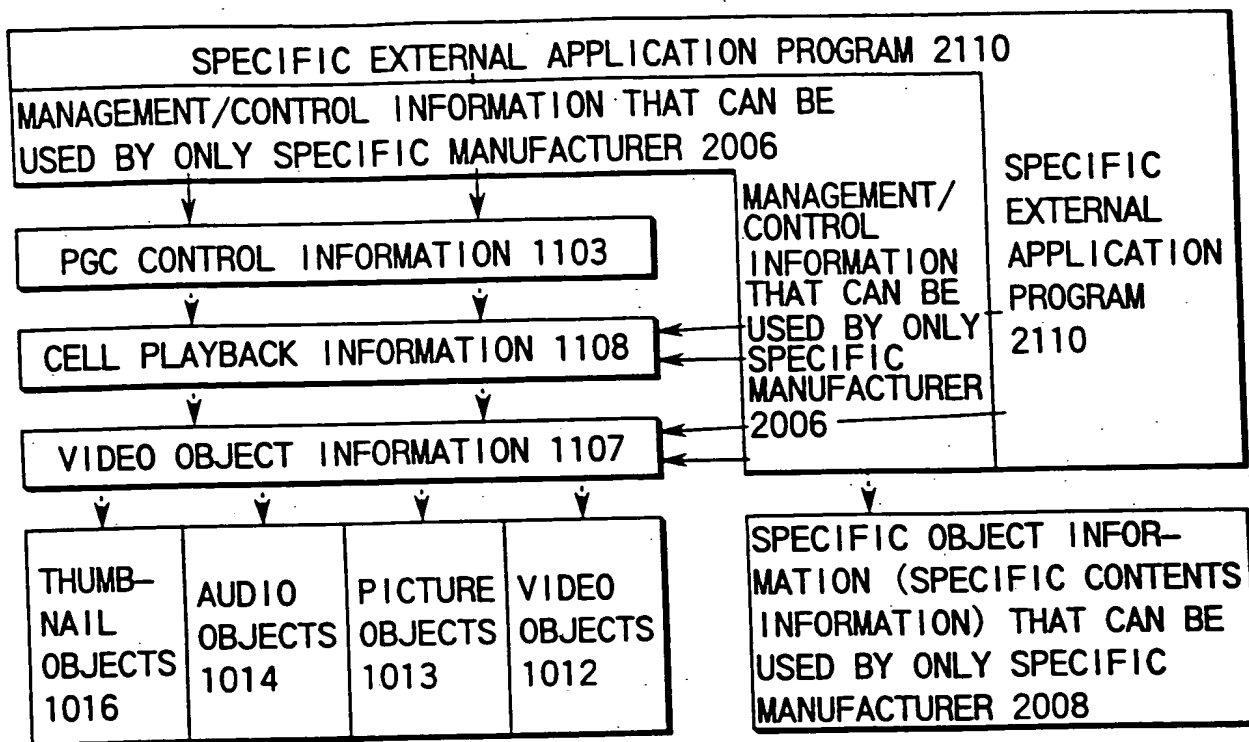 SPECIFIC EXTERNAL APPLICATION PROGRAM 2110
MANAGEMENT/CONTROL INFORMATION THAT CAN BE
USED BY ONLY SPECIFIC MANUFACTURER 2006
PGC CONTROL INFORMATION 1103
CELL PLAYBACK INFORMATION 1108
VIDEO OBJECT INFORMATION 1107
MANAGEMENT/
CONTROL
INFORMATION
THAT CAN BE
USED BY ONLY
SPECIFIC
MANUFACTURER
2006
SPECIFIC
EXTERNAL
APPLICATION
PROGRAM
2110
THUMB-
NAIL
OBJECTS
1016
AUDIO
OBJECTS
1014
PICTURE
OBJECTS
1013
VIDEO
OBJECTS
1012
SPECIFIC OBJECT INFOR-
MATION (SPECIFIC CONTENTS
INFORMATION) THAT CAN BE
USED BY ONLY SPECIFIC
MANUFACTURER 2008